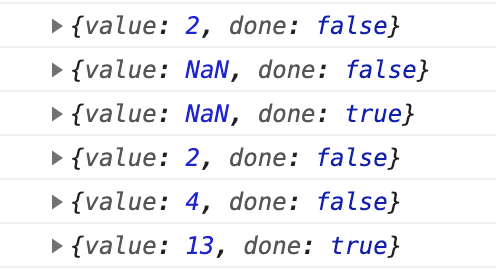 {value: 2, done: false}
{value: NaN, done: false}
{value: NaN, done: true}
{value: 2, done: false}
{value: 4, done: false}
{value: 13, done: true}